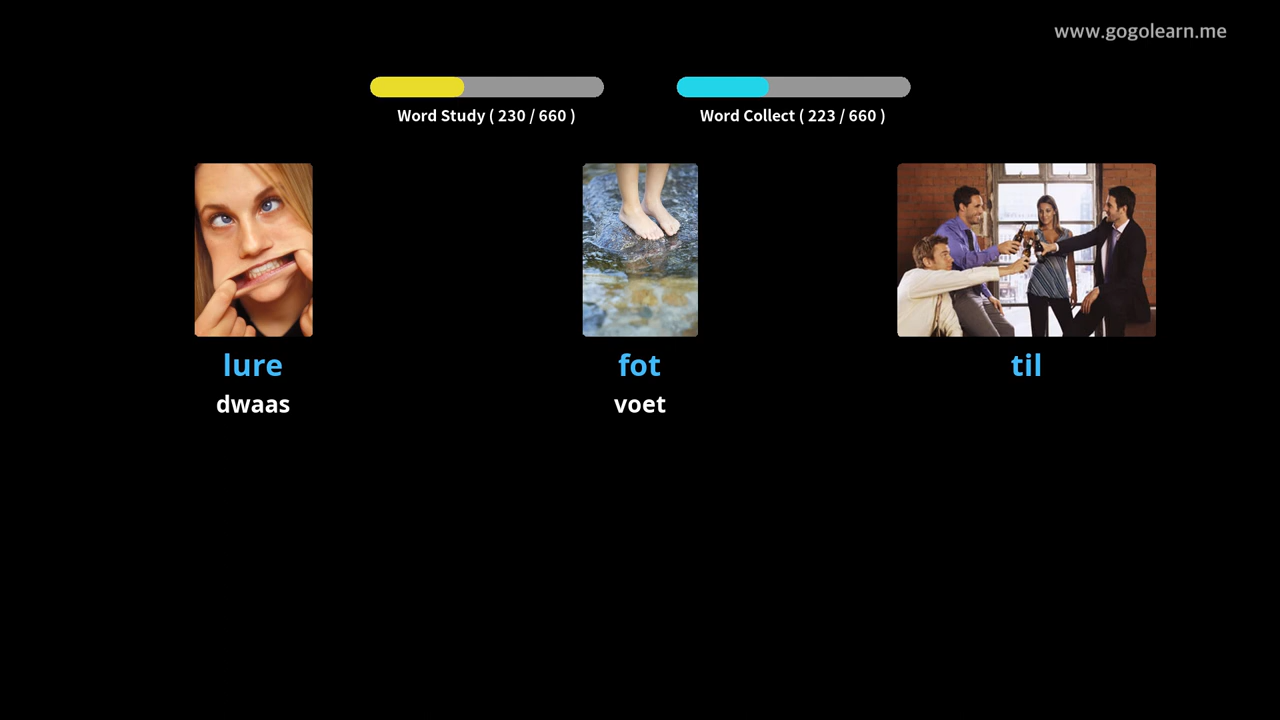 www.gogolearn.me
Word Study ( 230 / 660 )
Word Collect ( 223 / 660 )
lure
fot
til
dwaas
voet